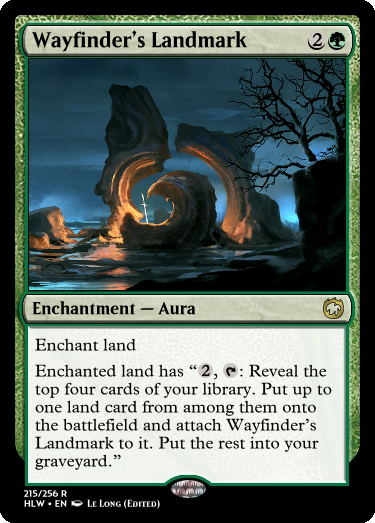 Wayfinder's Landmark 2
Enchantment — Aura
Enchant land
Enchanted land has “2, : Reveal the
top four cards of your library. Put up to
one land card from among them onto
the battlefield and attach Wayfinder's
Landmark to it. Put the rest into your
graveyard.”
215/256 R
HLW • EN Le Long (Edited)